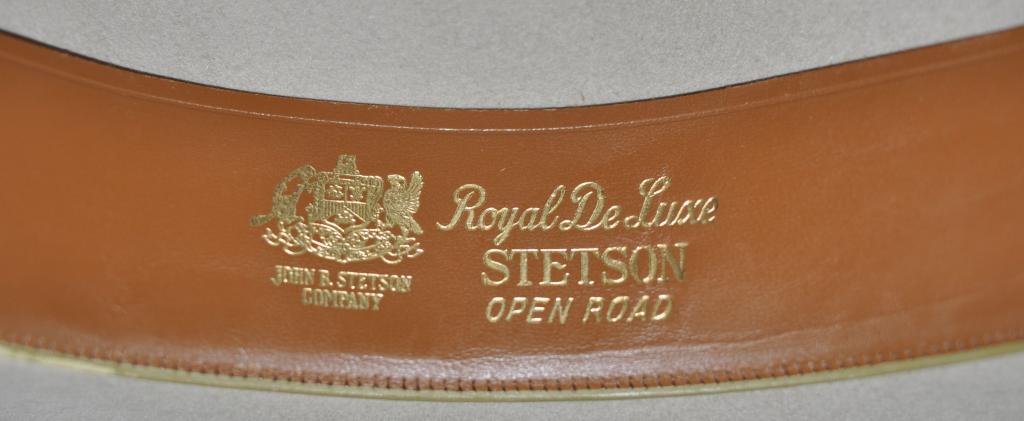 JOHN B. STETSON
COMPANY
Royal De Luxe
STETSON
OPEN ROAD